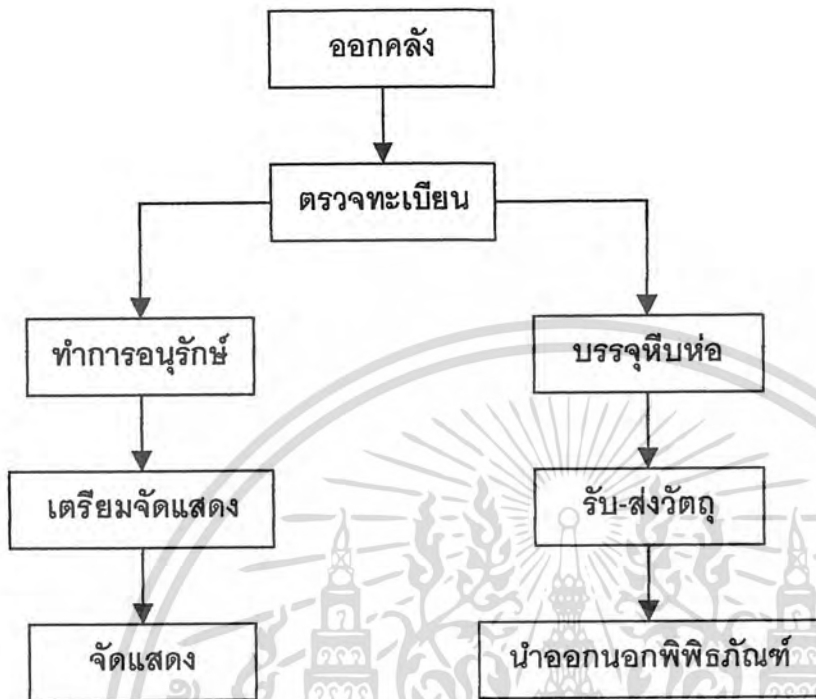 ออกคลัง
ตรวจทะเบียน
ทำการอนุรักษ์
บรรจุหีบห่อ
เตรียมจัดแสดง
รับ-ส่งวัตถุ
จัดแสดง
นำออกนอกพิพิธภัณฑ์